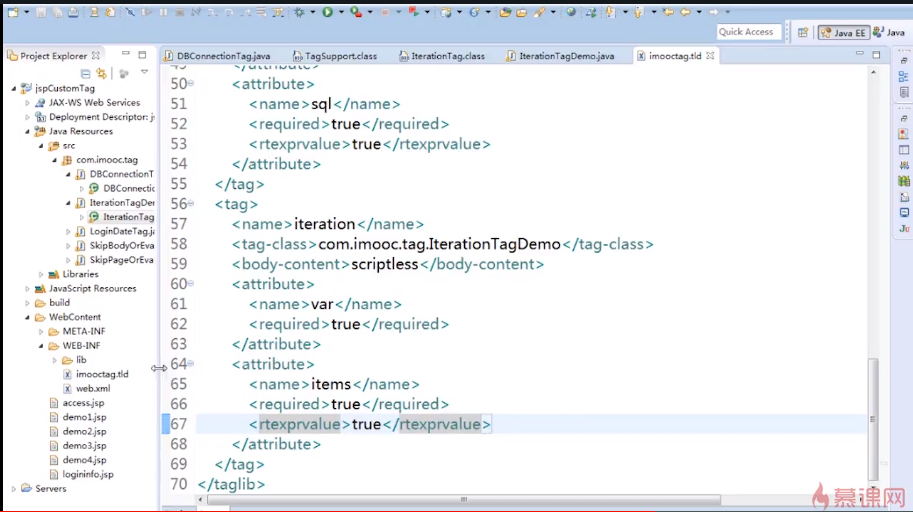 Quick Access
Java EE
Java
Project Explorer
DBConnectionTag.java
TagSupport.class
IterationTag.class
IterationTagDemo.java
imooctag.tld
jspCustomTag
JAX-WS Web Services
Deployment Descriptor: js
Java Resources
src
com.imooc.tag
DBConnectionT
DBConnectio
IterationTagDer
IterationTag
LoginDateTag.ja
SkipBodyOrEva
SkipPageOrEva
Libraries
JavaScript Resources
build
WebContent
META-INF
WEB-INF
lib
imooctag.tld
web.xml
access.jsp
demo1.jsp
demo2.jsp
demo3.jsp
demo4.jsp
logininfo.jsp
Servers
49 </attribute>
50 <attribute>
51 <name>sql</name>
52 <required>true</required>
53 <rtexprvalue>true</rtexprvalue>
54 </attribute>
55 </tag>
56 <tag>
57 <name>iteration</name>
58 <tag-class>com.imooc.tag.IterationTagDemo</tag-class>
59 <body-content>scriptless</body-content>
60 <attribute>
61 <name>var</name>
62 <required>true</required>
63 </attribute>
64 <attribute>
65 <name>items</name>
66 <required>true</required>
67 <rtexprvalue>true</rtexprvalue>
68 </attribute>
69 </tag>
70 </taglib>
Ju
慕课网